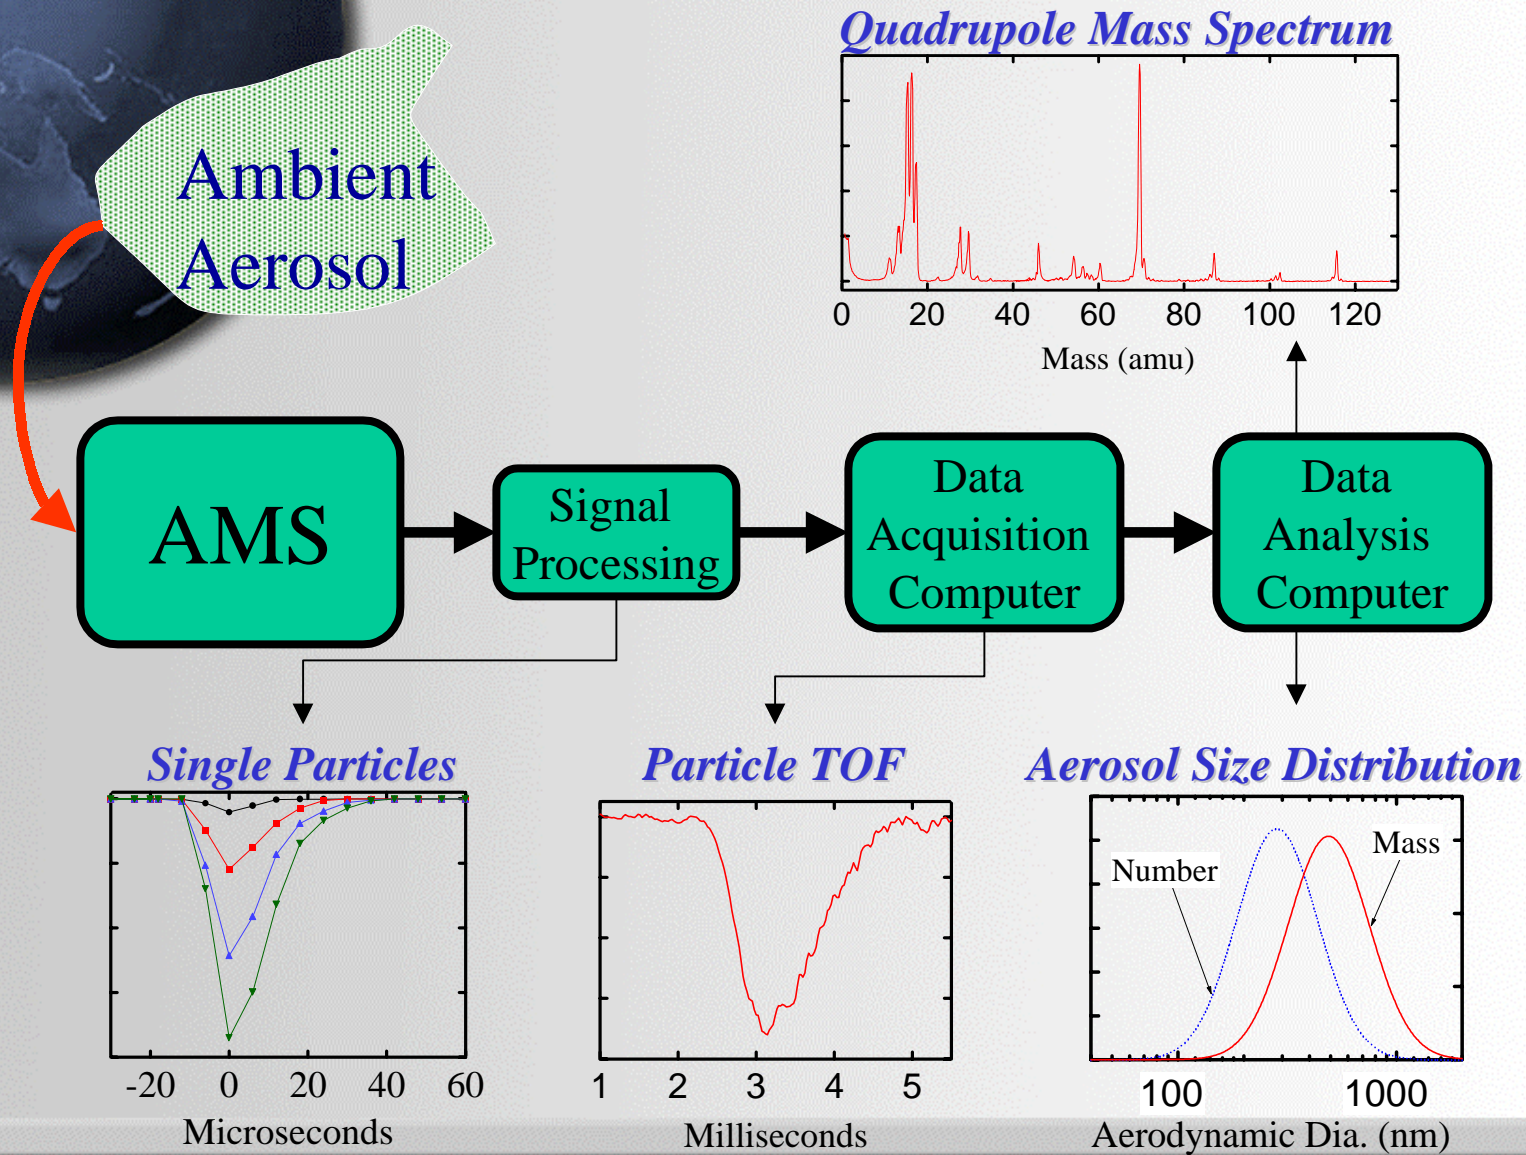 Quadrupole Mass Spectrum
Ambient
Aerosol
0 20 40 60 80 100 120
Mass (amu)
AMS
Signal
Processing
Data
Acquisition
Computer
Data
Analysis
Computer
Single Particles
-20 0 20 40 60
Microseconds
Particle TOF
1 2 3 4 5
Milliseconds
Aerosol Size Distribution
Number
Mass
100 1000
Aerodynamic Dia. (nm)